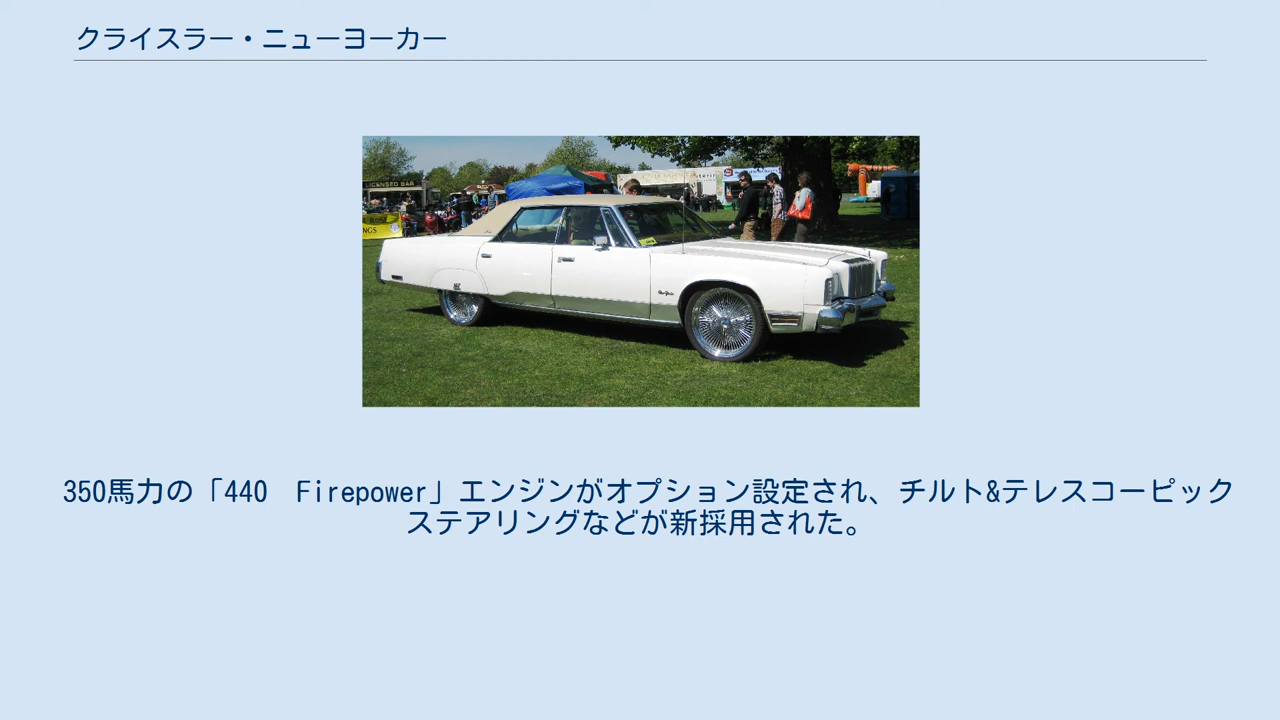 クライスラー・ニューヨーカー
LICENSED BAR
NGS
350馬力の「440　Firepower」エンジンがオプション設定され、チルト&テレスコーピック
ステアリングなどが新採用された。